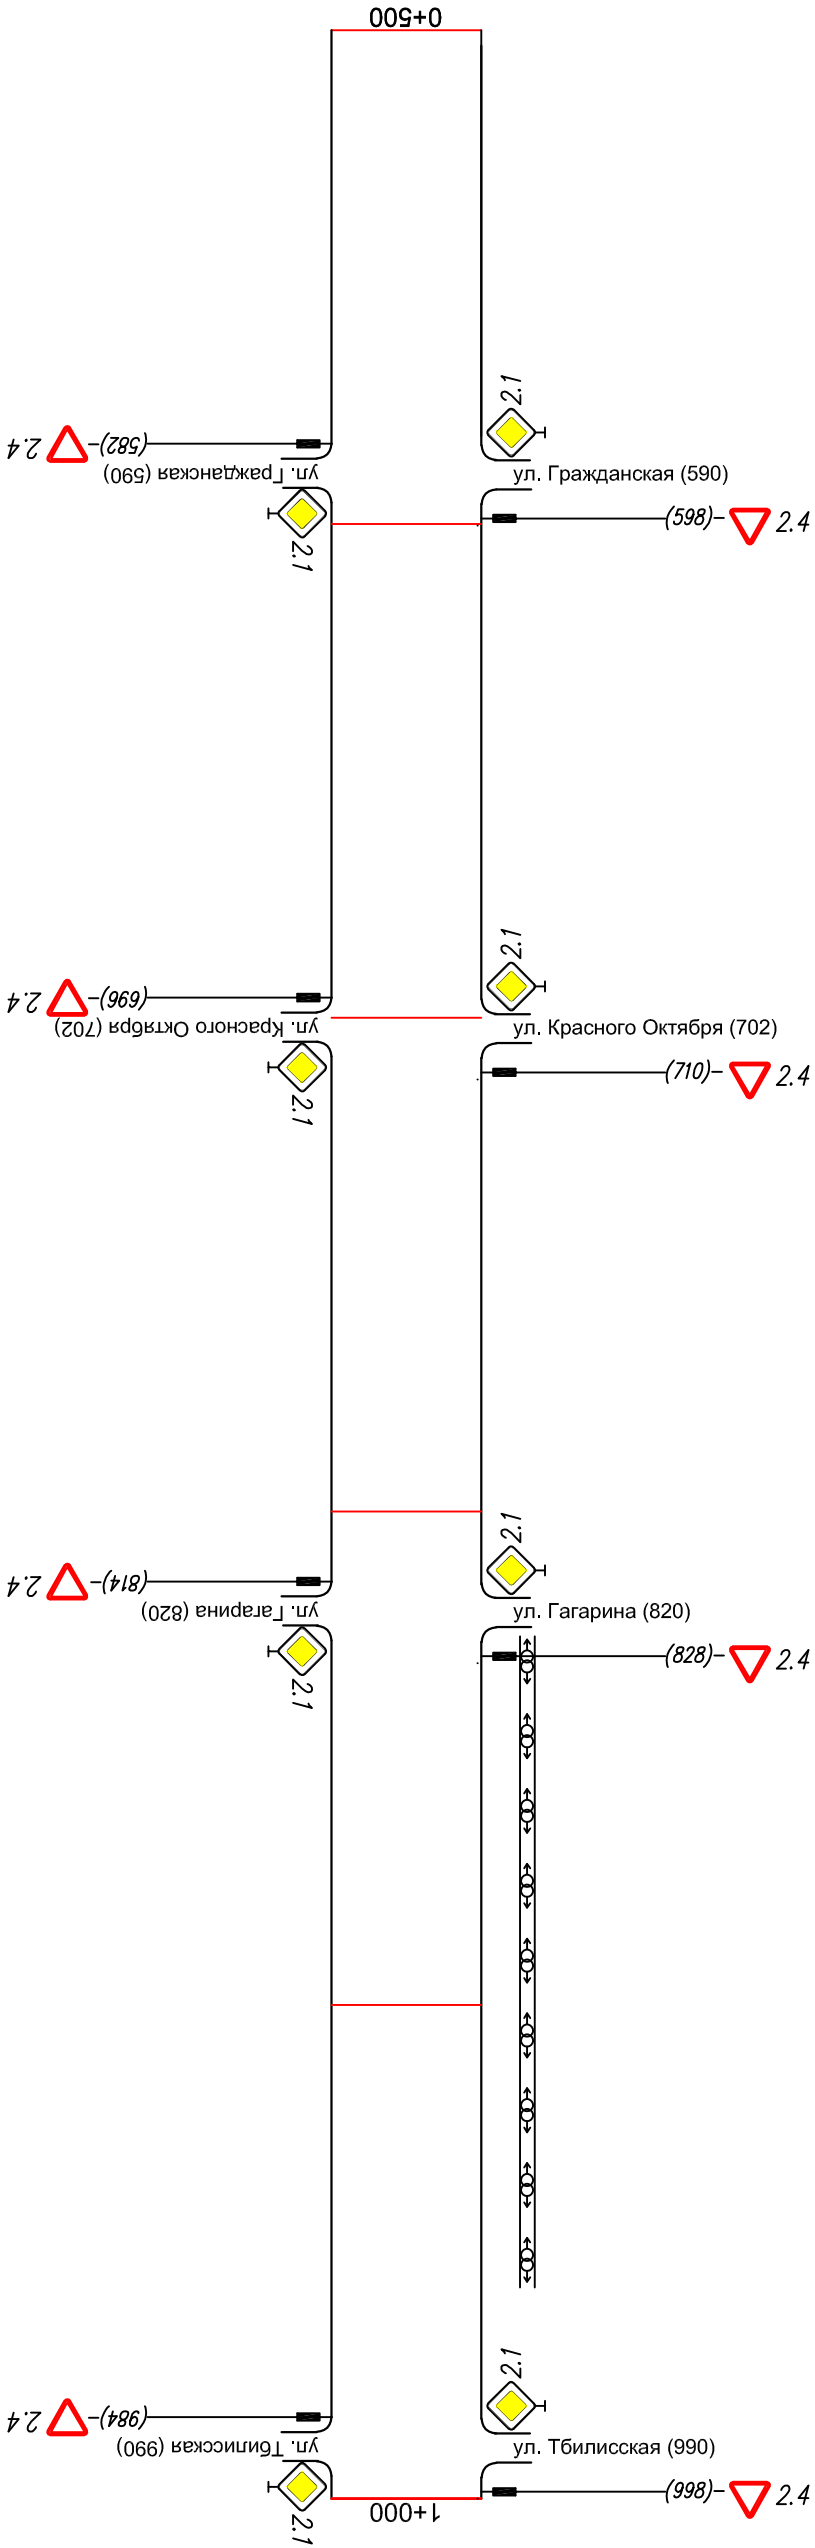 0+500
2.1
2.4 (582)
ул. Гражданская (590)
ул. Гражданская (590)
2.1
(598) 2.4
2.1
2.4 (696)
ул. Красного Октября (702)
ул. Красного Октября (702)
2.1
(710) 2.4
2.1
2.4 (814)
ул. Гагарина (820)
ул. Гагарина (820)
2.1
(828) 2.4
2.1
2.4 (984)
ул. Тбилисская (990)
ул. Тбилисская (990)
2.1
(998) 2.4
1+000